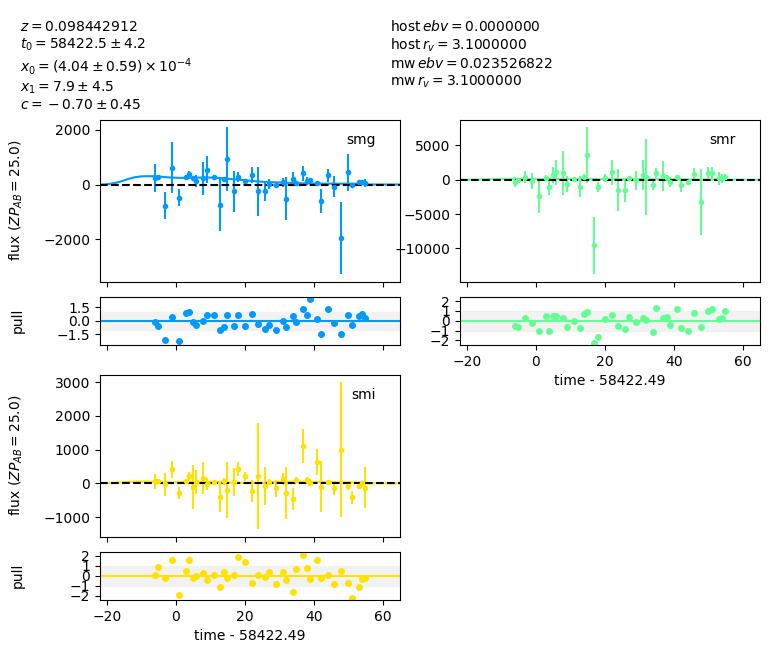 z = 0.098442912
t₀ = 58422.5 ± 4.2
x₀ = (4.04 ± 0.59) × 10⁻⁴
x₁ = 7.9 ± 4.5
c = −0.70 ± 0.45
host ebv = 0.0000000
host r_v = 3.1000000
mw ebv = 0.023526822
mw r_v = 3.1000000
smg
2000
0
−2000
flux (ZP_AB = 25.0)
smr
5000
0
−5000
−10000
1.5
0.0
−1.5
pull
2
1
0
−1
−2
−20 0 20 40 60
time - 58422.49
smi
3000
2000
1000
0
−1000
flux (ZP_AB = 25.0)
2
1
0
−1
−2
pull
−20 0 20 40 60
time - 58422.49